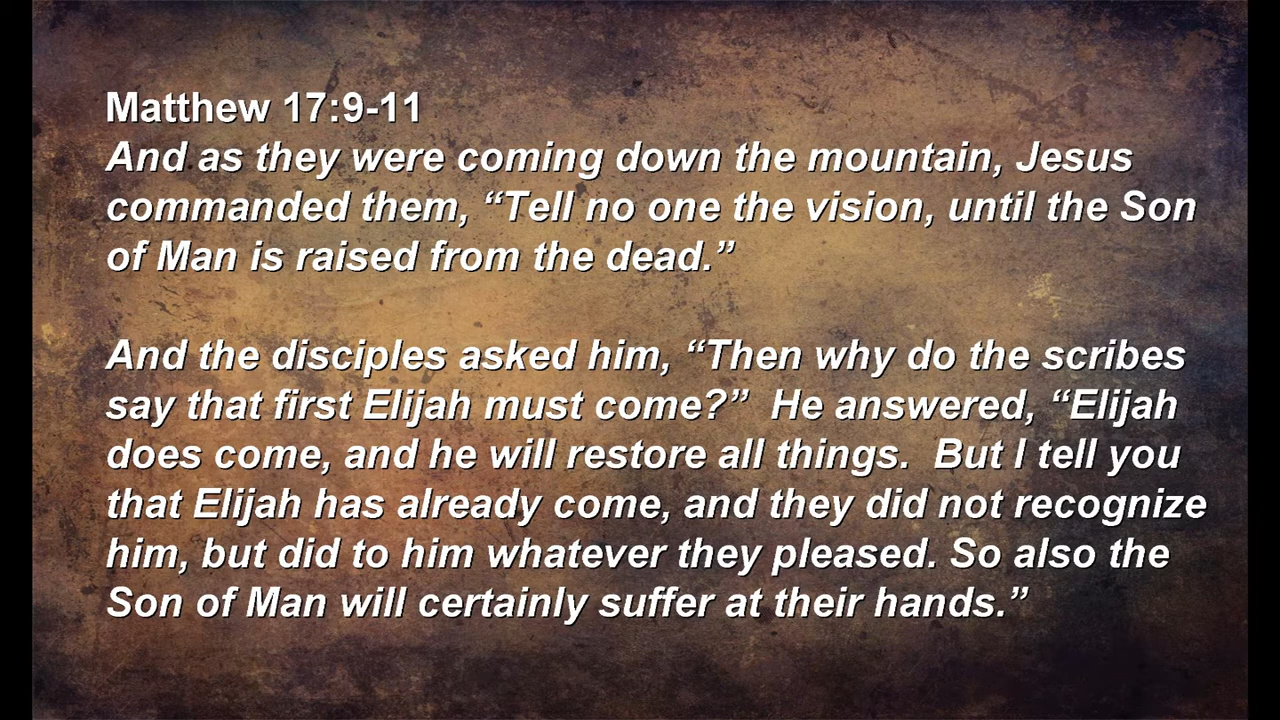 Matthew 17:9-11
And as they were coming down the mountain, Jesus
commanded them, “Tell no one the vision, until the Son
of Man is raised from the dead.”
And the disciples asked him, “Then why do the scribes
say that first Elijah must come?”  He answered, “Elijah
does come, and he will restore all things.  But I tell you
that Elijah has already come, and they did not recognize
him, but did to him whatever they pleased. So also the
Son of Man will certainly suffer at their hands.”